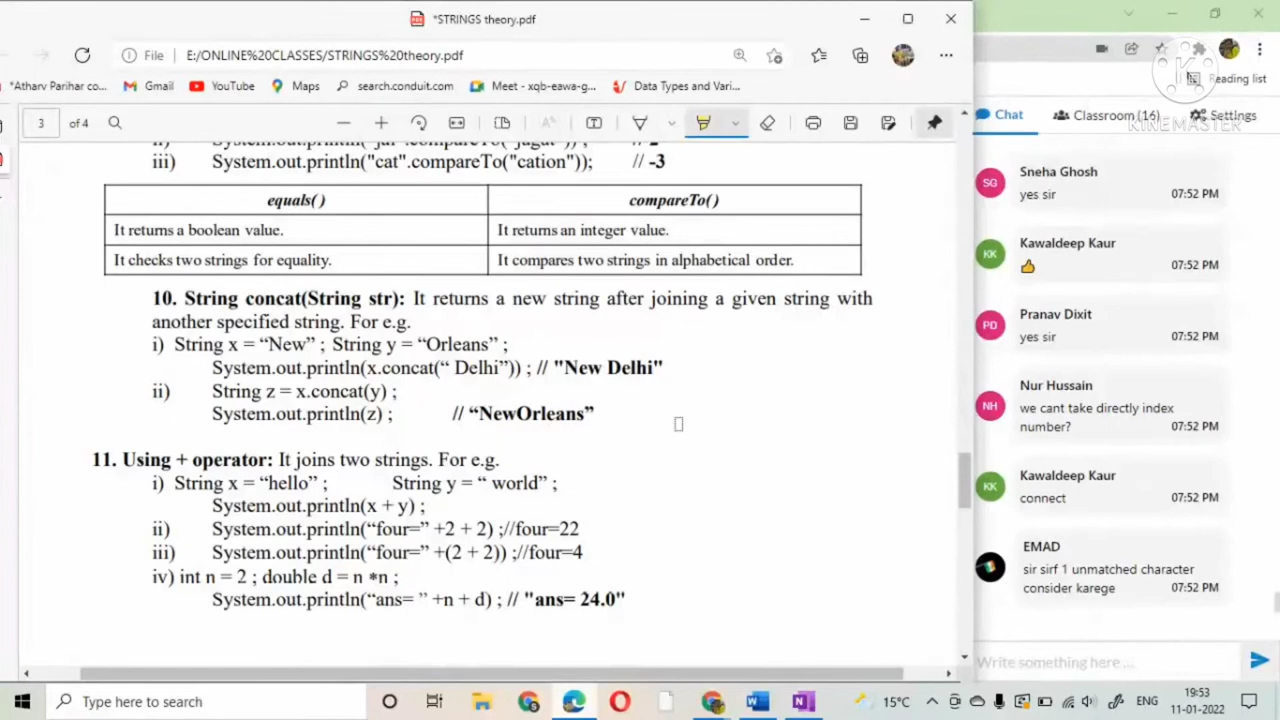 *STRINGS theory.pdf
File E:/ONLINE%20CLASSES/STRINGS%20theory.pdf
*Atharv Parihar co... Gmail YouTube Maps search.conduit.com Meet - xqb-eawa-g... Data Types and Vari...
Reading list
3 of 4
iii) System.out.println("cat".compareTo("cation")); // -3
equals() compareTo()
It returns a boolean value. It returns an integer value.
It checks two strings for equality. It compares two strings in alphabetical order.
10. String concat(String str): It returns a new string after joining a given string with
another specified string. For e.g.
i) String x = “New” ; String y = “Orleans” ;
System.out.println(x.concat(“ Delhi”)) ; // "New Delhi"
ii) String z = x.concat(y) ;
System.out.println(z) ; // “NewOrleans”
11. Using + operator: It joins two strings. For e.g.
i) String x = “hello” ; String y = “ world” ;
System.out.println(x + y) ;
ii) System.out.println(“four=” +2 + 2) ;//four=22
iii) System.out.println(“four=” +(2 + 2)) ;//four=4
iv) int n = 2 ; double d = n *n ;
System.out.println(“ans= ” +n + d) ; // "ans= 24.0"
Chat Classroom (16) Settings
KINEMASTER
SG Sneha Ghosh
yes sir 07:52 PM
KK Kawaldeep Kaur
👍 07:52 PM
PD Pranav Dixit
yes sir 07:52 PM
NH Nur Hussain
we cant take directly index
number? 07:52 PM
KK Kawaldeep Kaur
connect 07:52 PM
EMAD
sir sirf 1 unmatched character
consider karege 07:52 PM
Write something here ...
Type here to search
15°C ENG 19:53
11-01-2022